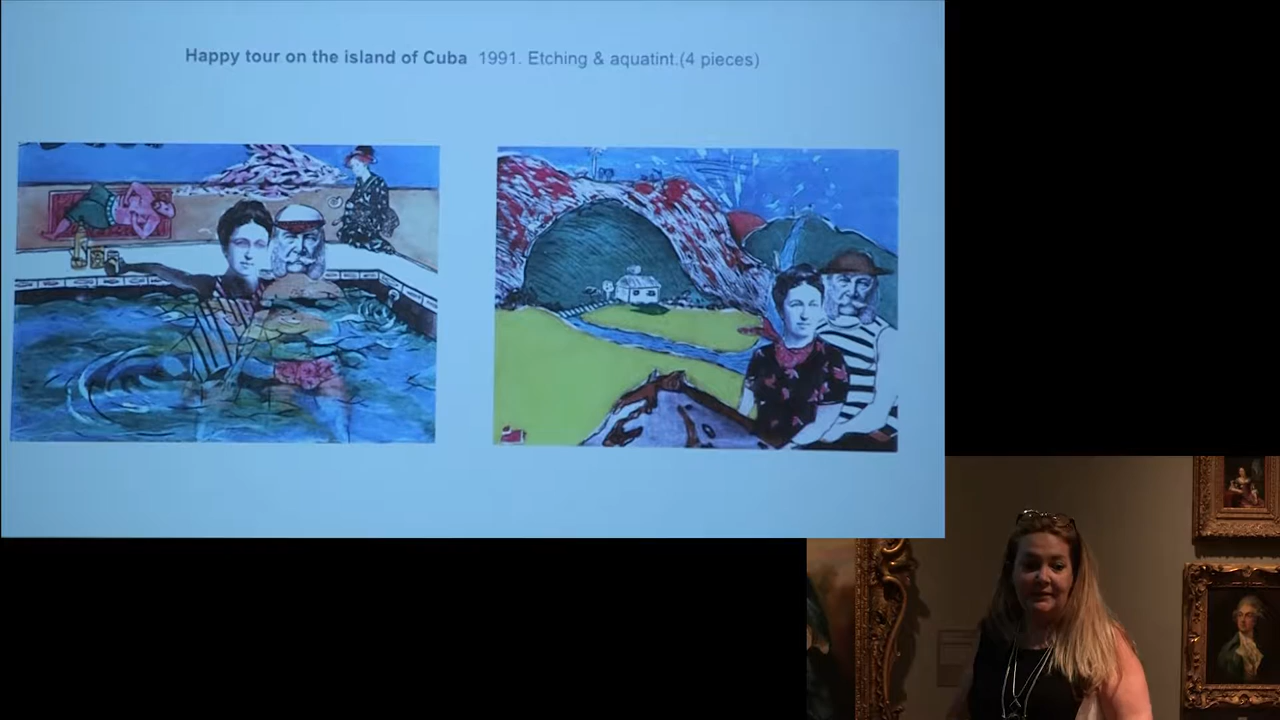 Happy tour on the island of Cuba 1991. Etching & aquatint.(4 pieces)